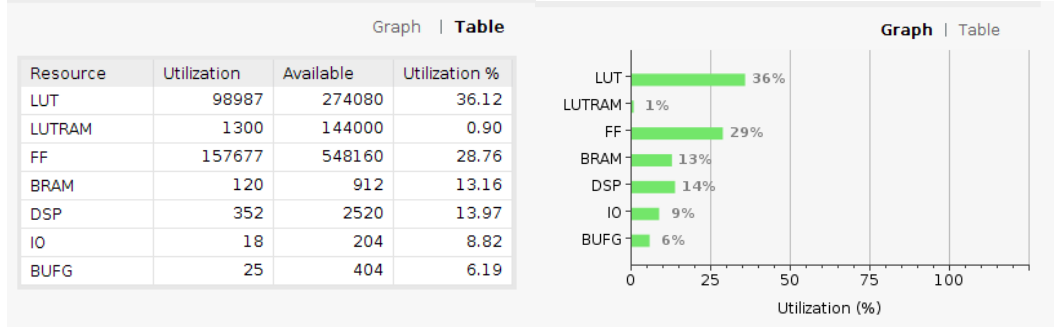 Graph | Table
Resource Utilization Available Utilization %
LUT 98987 274080 36.12
LUTRAM 1300 144000 0.90
FF 157677 548160 28.76
BRAM 120 912 13.16
DSP 352 2520 13.97
IO 18 204 8.82
BUFG 25 404 6.19
Graph | Table
LUT 36%
LUTRAM 1%
FF 29%
BRAM 13%
DSP 14%
IO 9%
BUFG 6%
0 25 50 75 100
Utilization (%)